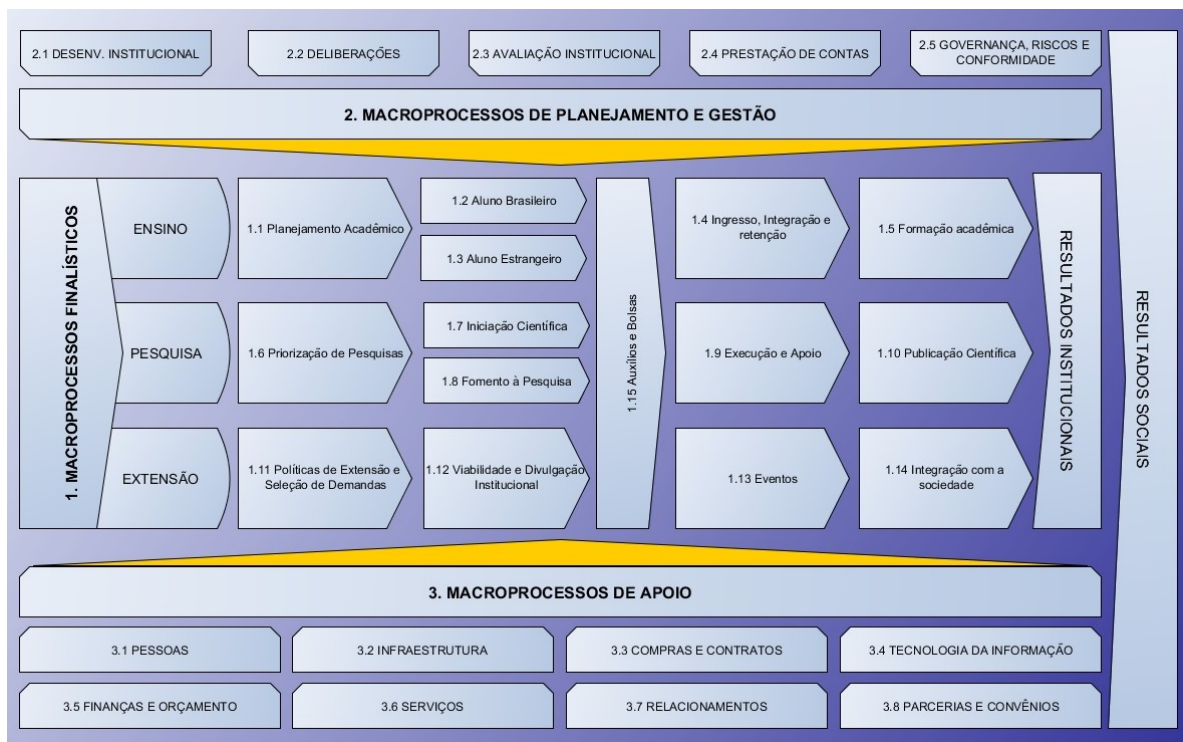 2.1 DESENV. INSTITUCIONAL
2.2 DELIBERAÇÕES
2.3 AVALIAÇÃO INSTITUCIONAL
2.4 PRESTAÇÃO DE CONTAS
2.5 GOVERNANÇA, RISCOS E
CONFORMIDADE
2. MACROPROCESSOS DE PLANEJAMENTO E GESTÃO
1. MACROPROCESSOS FINALÍSTICOS
ENSINO
1.1 Planejamento Acadêmico
1.2 Aluno Brasileiro
1.3 Aluno Estrangeiro
1.4 Ingresso, Integração e
retenção
1.5 Formação acadêmica
PESQUISA
1.6 Priorização de Pesquisas
1.7 Iniciação Científica
1.8 Fomento à Pesquisa
1.9 Execução e Apoio
1.10 Publicação Científica
EXTENSÃO
1.11 Políticas de Extensão e
Seleção de Demandas
1.12 Viabilidade e Divulgação
Institucional
1.13 Eventos
1.14 Integração com a
sociedade
1.15 Auxílios e Bolsas
RESULTADOS INSTITUCIONAIS
RESULTADOS SOCIAIS
3. MACROPROCESSOS DE APOIO
3.1 PESSOAS
3.2 INFRAESTRUTURA
3.3 COMPRAS E CONTRATOS
3.4 TECNOLOGIA DA INFORMAÇÃO
3.5 FINANÇAS E ORÇAMENTO
3.6 SERVIÇOS
3.7 RELACIONAMENTOS
3.8 PARCERIAS E CONVÊNIOS